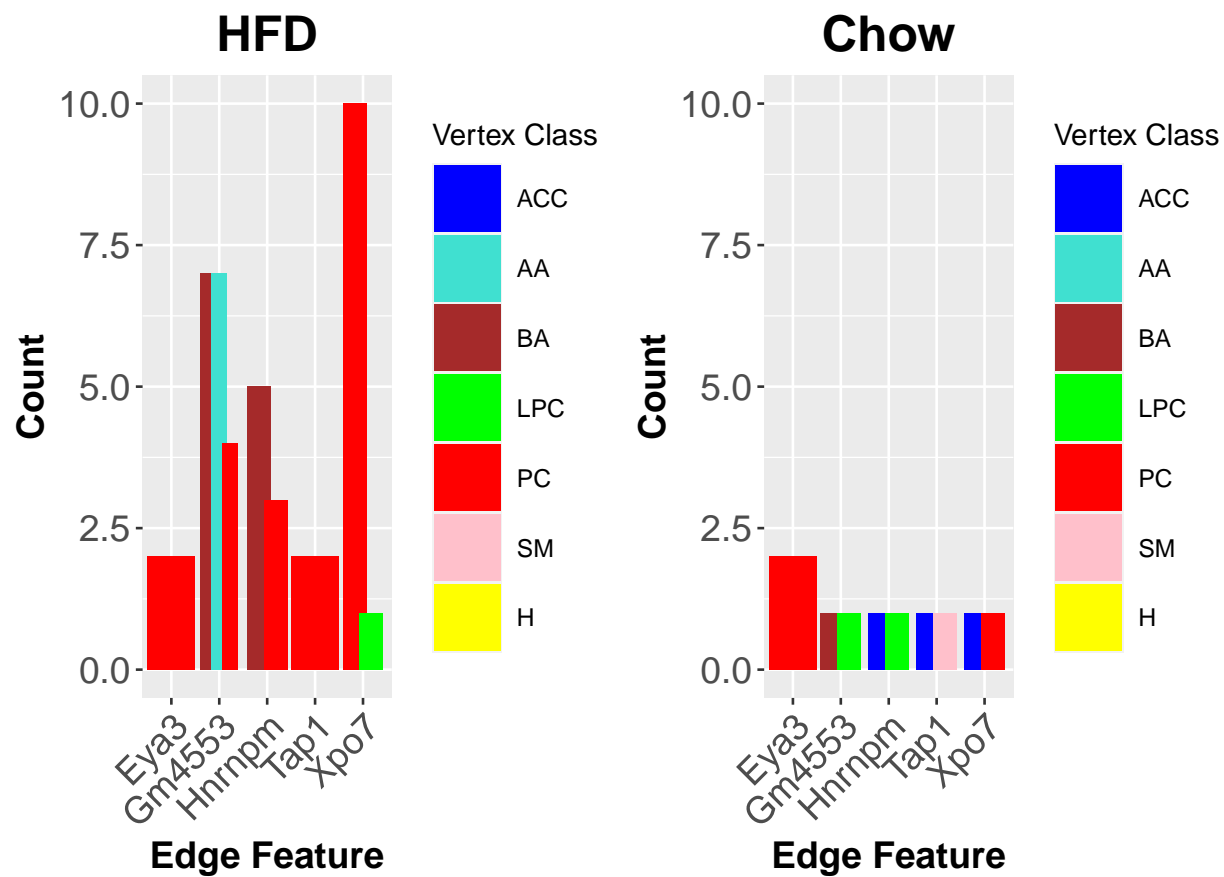 HFD
Count
10.0
7.5
5.0
2.5
0.0
Eya3
Gm4553
Hnrnpm
Tap1
Xpo7
Edge Feature
Vertex Class
ACC
AA
BA
LPC
PC
SM
H
Chow
Count
10.0
7.5
5.0
2.5
0.0
Eya3
Gm4553
Hnrnpm
Tap1
Xpo7
Edge Feature
Vertex Class
ACC
AA
BA
LPC
PC
SM
H